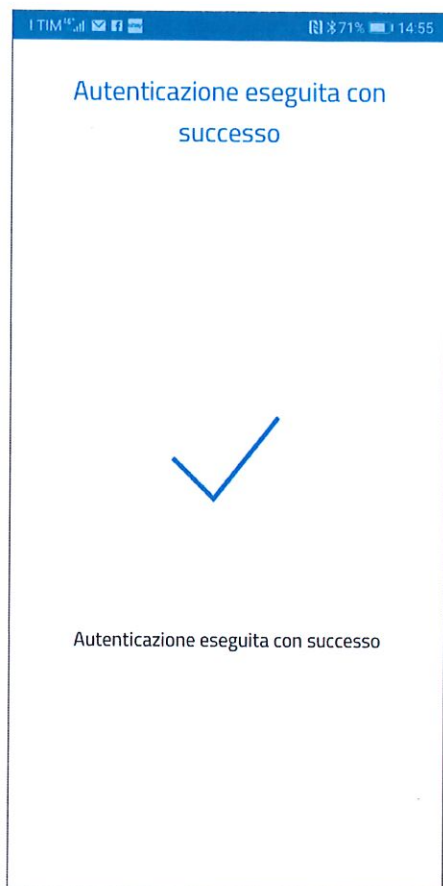 I TIM 71% 14:55
Autenticazione eseguita con
successo
Autenticazione eseguita con successo